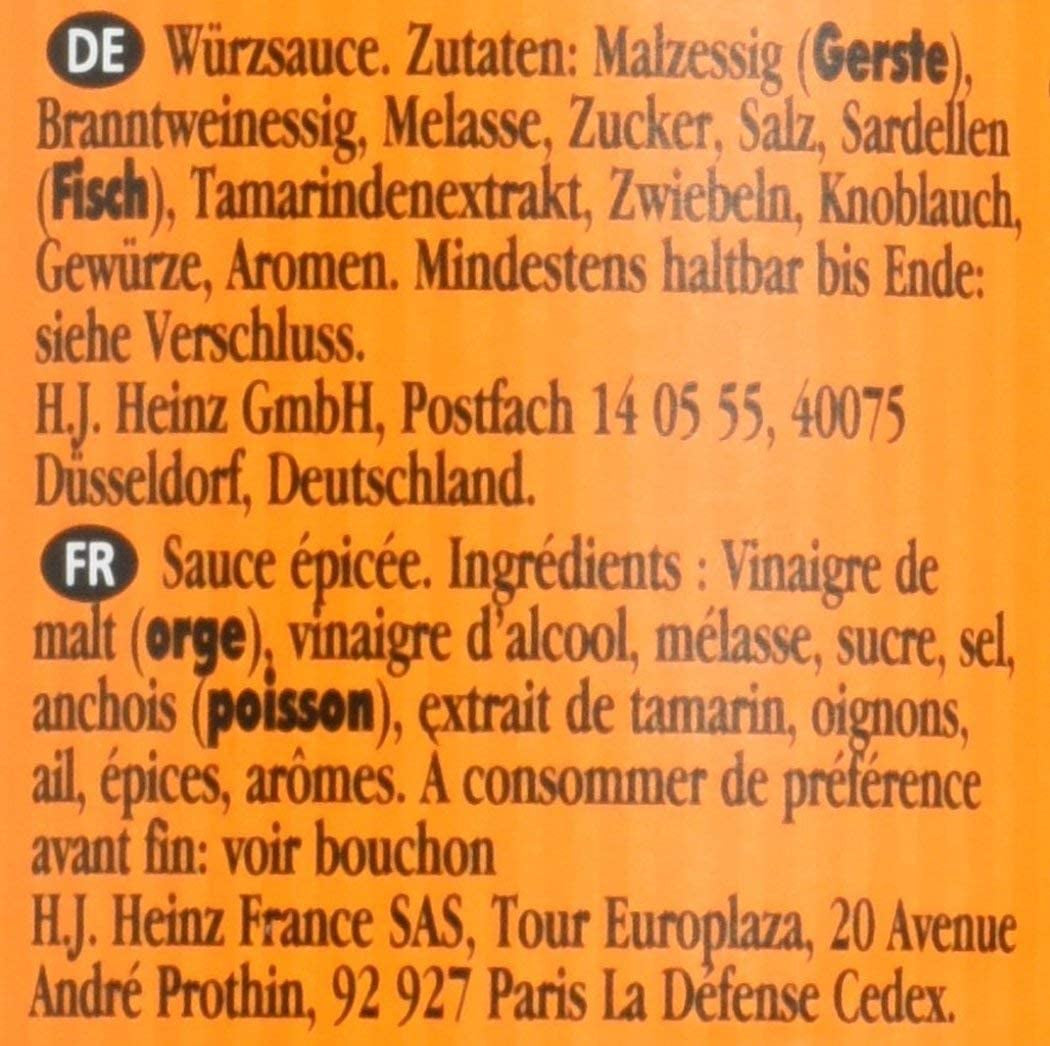 DE Würzsauce. Zutaten: Malzessig (Gerste),
Branntweinessig, Melasse, Zucker, Salz, Sardellen
(Fisch), Tamarindenextrakt, Zwiebeln, Knoblauch,
Gewürze, Aromen. Mindestens haltbar bis Ende:
siehe Verschluss.
H.J. Heinz GmbH, Postfach 14 05 55, 40075
Düsseldorf, Deutschland.
FR Sauce épicée. Ingrédients : Vinaigre de
malt (orge), vinaigre d'alcool, mélasse, sucre, sel,
anchois (poisson), extrait de tamarin, oignons,
ail, épices, arômes. À consommer de préférence
avant fin: voir bouchon
H.J. Heinz France SAS, Tour Europlaza, 20 Avenue
André Prothin, 92 927 Paris La Défense Cedex.